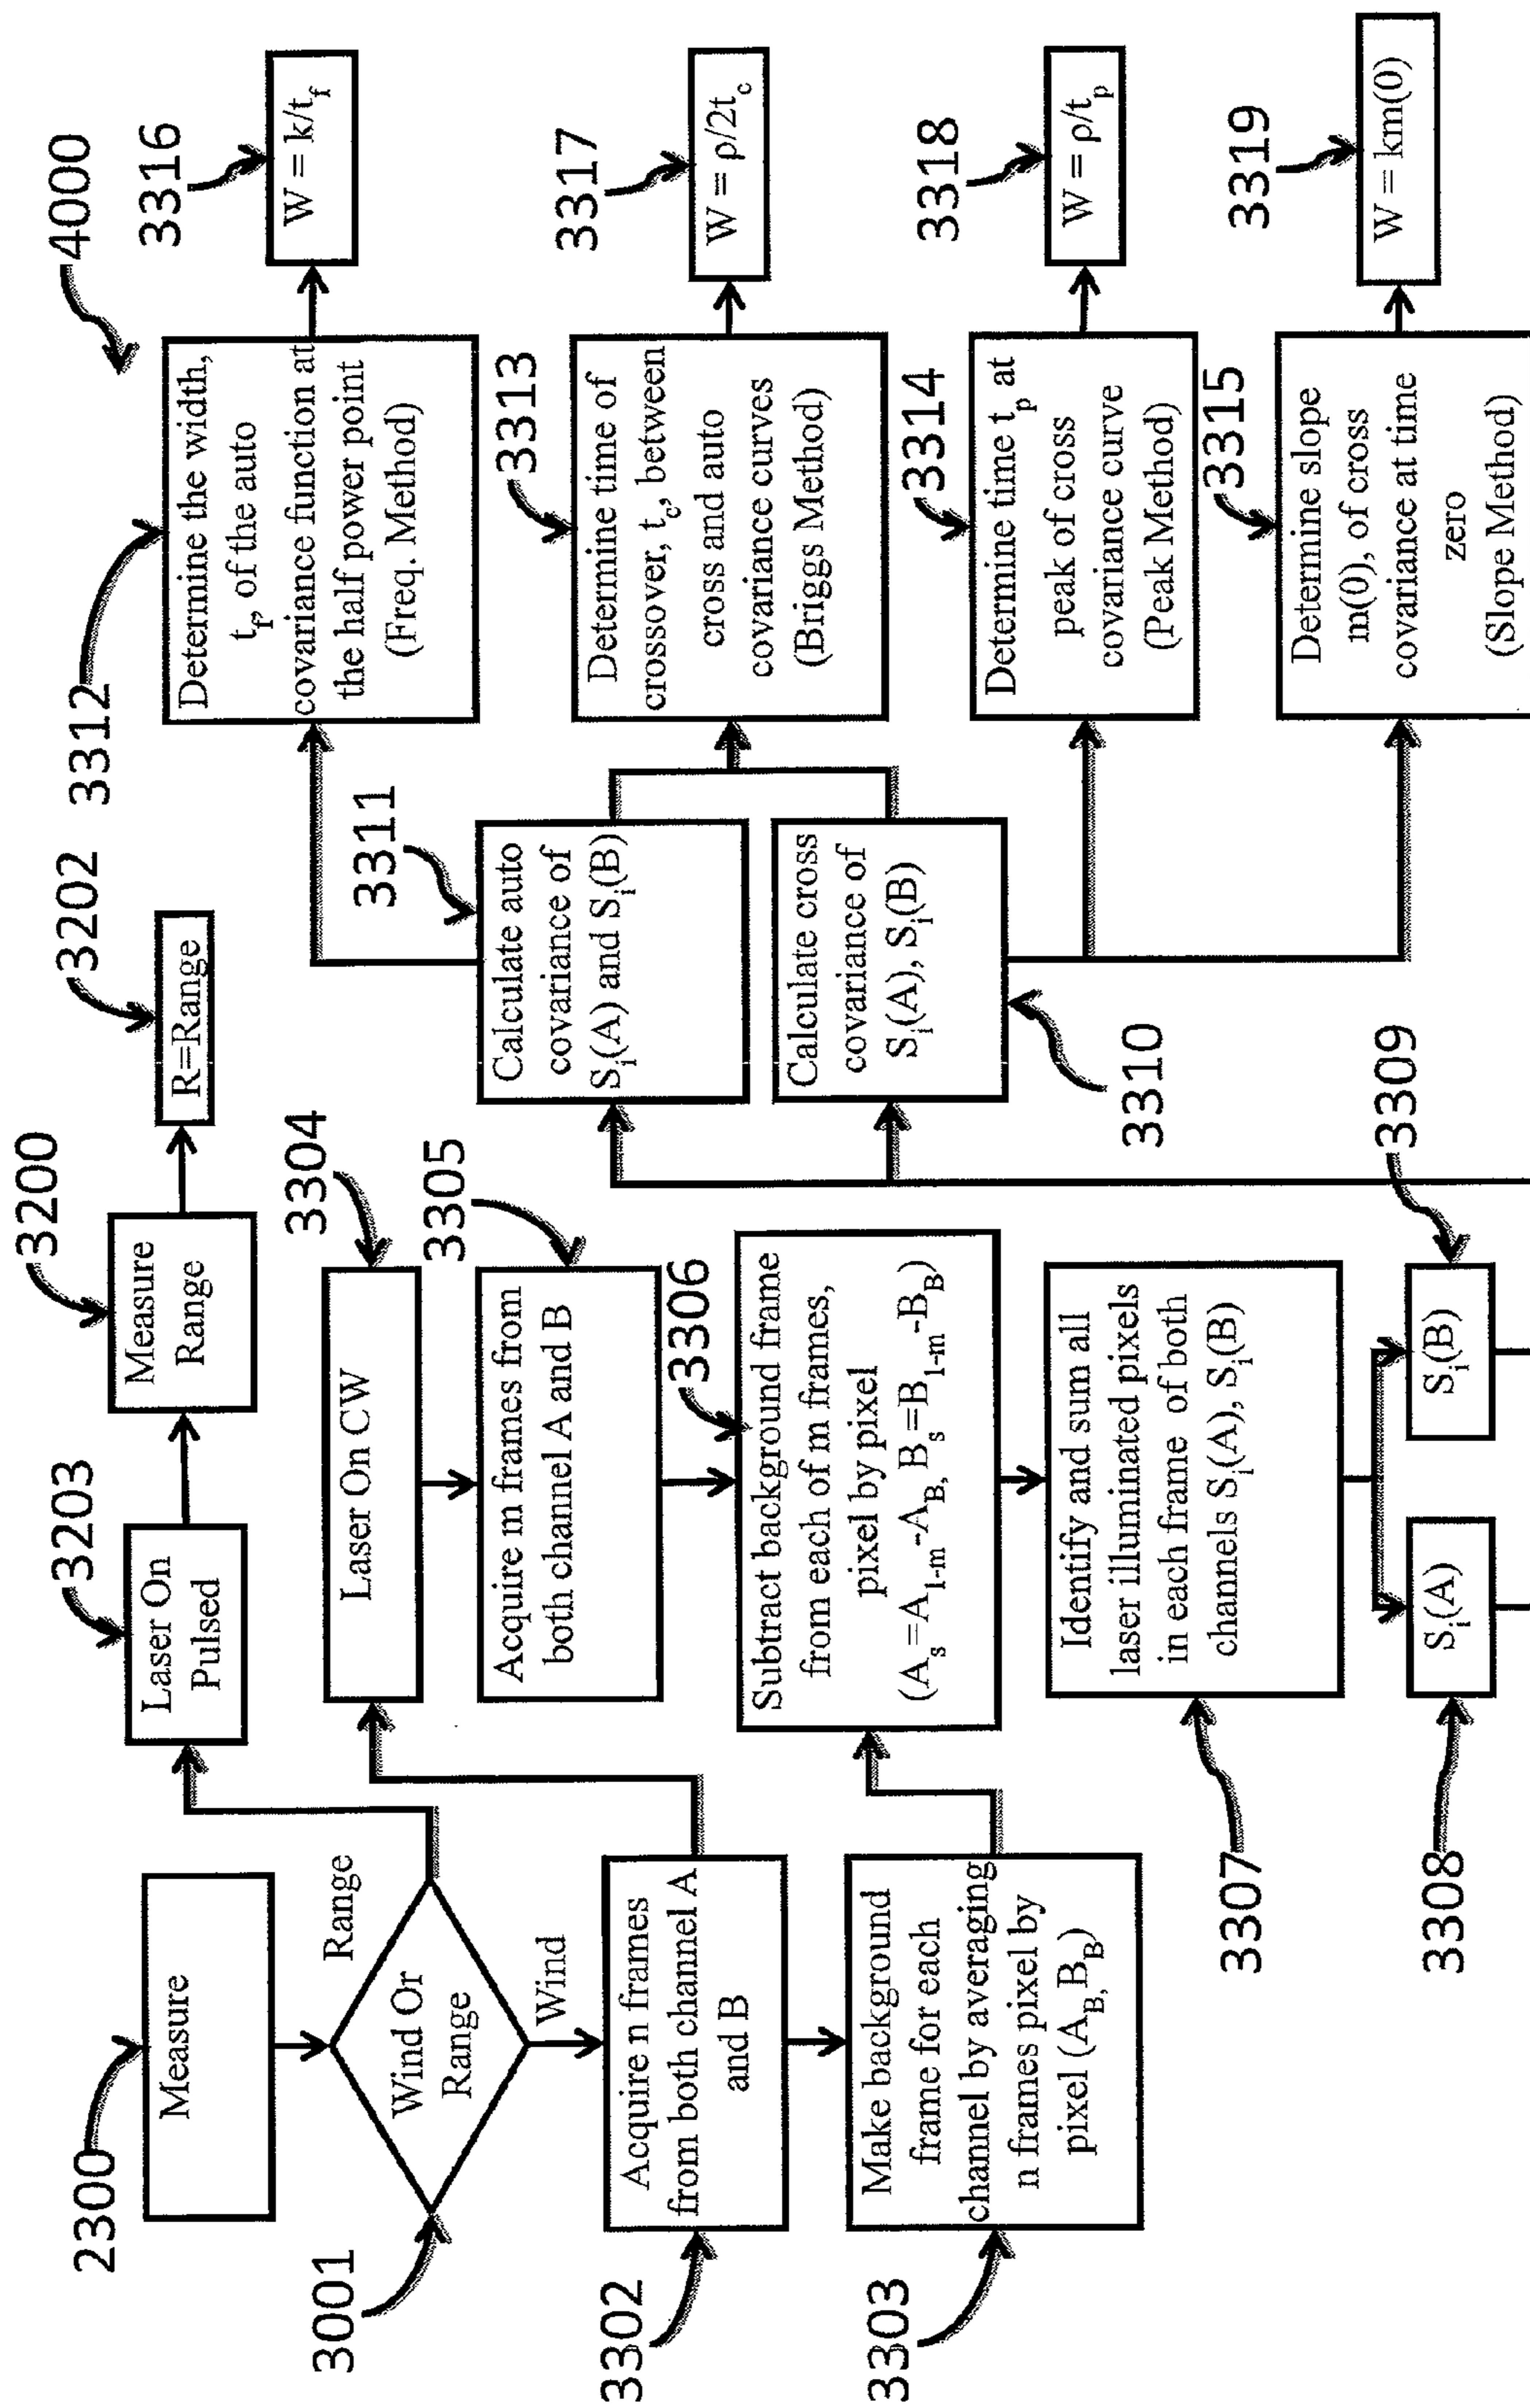 2300
Measure
3001
Wind Or
Range
Range
Wind
3203
Laser On
Pulsed
3200
Measure
Range
3202
R=Range
3302
Acquire n frames
from both channel A
and B
3303
Make background
frame for each
channel by averaging
n frames pixel by
pixel (A_B, B_B)
3304
Laser On CW
3305
Acquire m frames from
both channel A and B
3306
Subtract background frame
from each of m frames,
pixel by pixel
(A_s=A_1-m-A_B, B_s=B_1-m-B_B)
3307
Identify and sum all
laser illuminated pixels
in each frame of both
channels S_i(A), S_i(B)
3308
S_i(A)
3309
S_i(B)
3311
Calculate auto
covariance of
S_i(A) and S_i(B)
3310
Calculate cross
covariance of
S_i(A), S_i(B)
4000
3312
Determine the width,
t_f, of the auto
covariance function at
the half power point
(Freq. Method)
3316
W = k/t_f
3313
Determine time of
crossover, t_c, between
cross and auto
covariance curves
(Briggs Method)
3317
W = ρ/2t_c
3314
Determine time t_p at
peak of cross
covariance curve
(Peak Method)
3318
W = ρ/t_p
3315
Determine slope
m(0), of cross
covariance at time
zero
(Slope Method)
3319
W = km(0)